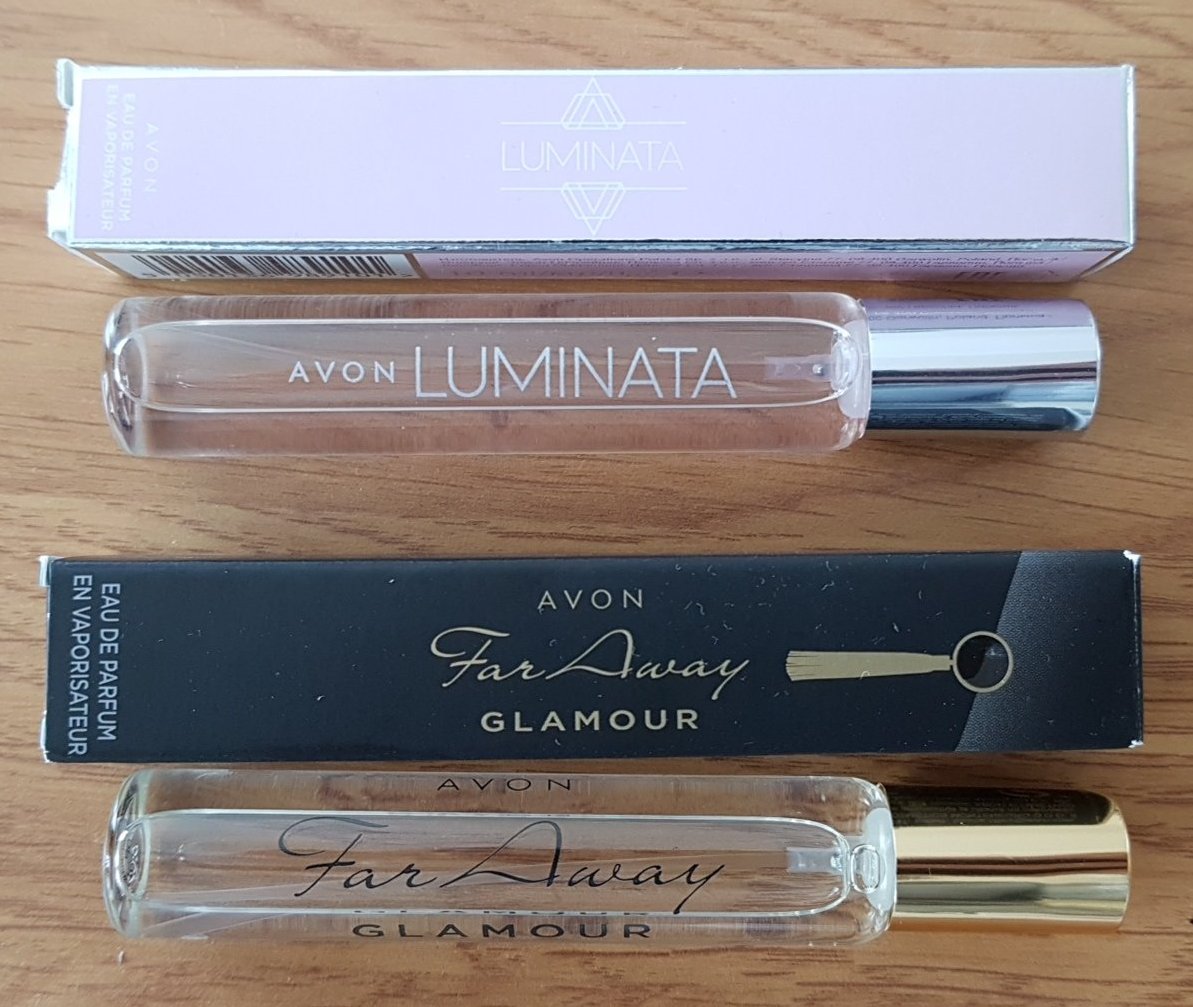 AVON
EAU DE PARFUM
EN VAPORISATEUR
LUMINATA
AVON LUMINATA
EAU DE PARFUM
EN VAPORISATEUR
AVON
Far Away
GLAMOUR
AVON
Far Away
GLAMOUR